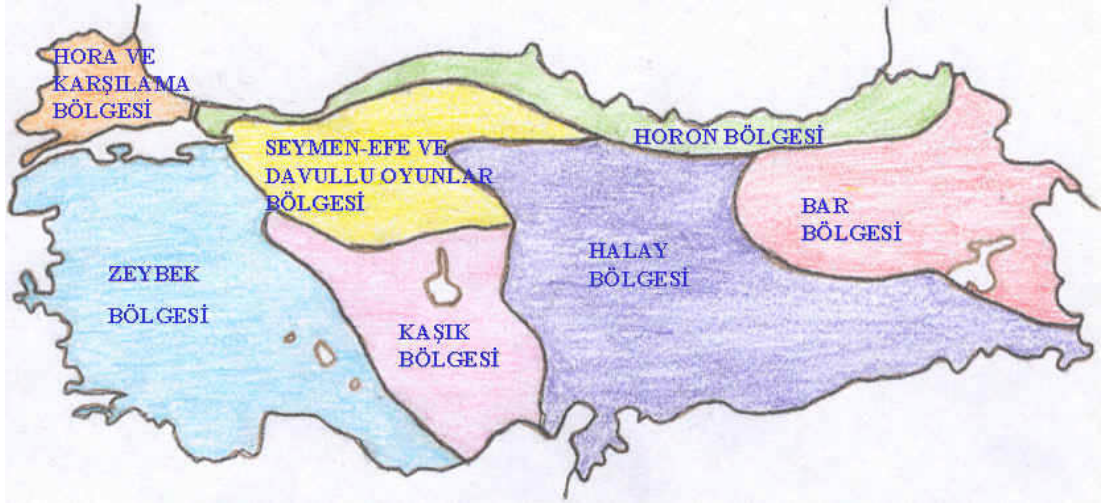 HORA VE
KARŞILAMA
BÖLGESİ
HORON BÖLGESİ
SEYMEN-EFE VE
DAVULLU OYUNLAR
BÖLGESİ
BAR
BÖLGESİ
HALAY
BÖLGESİ
ZEYBEK
BÖLGESİ
KAŞIK
BÖLGESİ